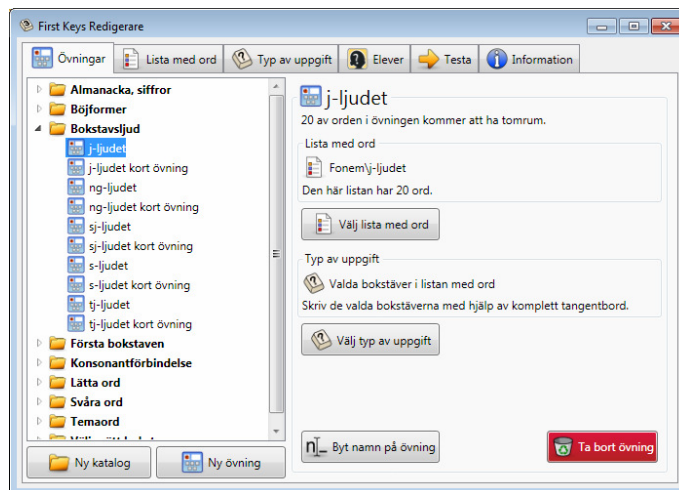 First Keys Redigerare
Övningar
Lista med ord
Typ av uppgift
Elever
Testa
Information
Almanacka, siffror
Böjformer
Bokstavsljud
j-ljudet
j-ljudet kort övning
ng-ljudet
ng-ljudet kort övning
sj-ljudet
sj-ljudet kort övning
s-ljudet
s-ljudet kort övning
tj-ljudet
tj-ljudet kort övning
Första bokstaven
Konsonantförbindelse
Lätta ord
Svåra ord
Temaord
Ny katalog
Ny övning
j-ljudet
20 av orden i övningen kommer att ha tomrum.
Lista med ord
Fonem\j-ljudet
Den här listan har 20 ord.
Välj lista med ord
Typ av uppgift
Valda bokstäver i listan med ord
Skriv de valda bokstäverna med hjälp av komplett tangentbord.
Välj typ av uppgift
Byt namn på övning
Ta bort övning